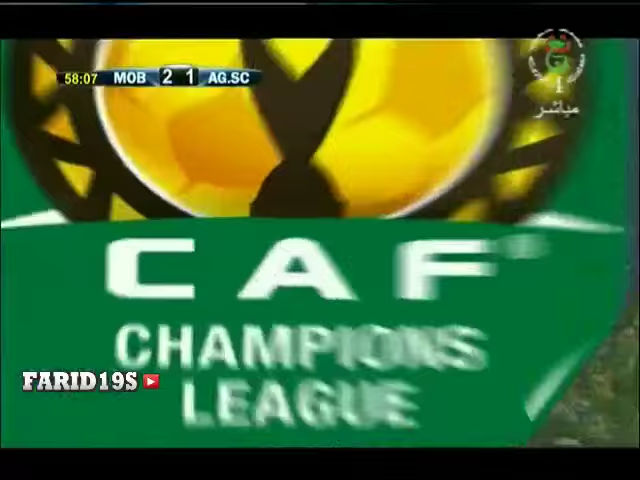 58:07 MOB 2 1 AG.SC
مباشر
CAF
CHAMPIONS
LEAGUE
FARID19S